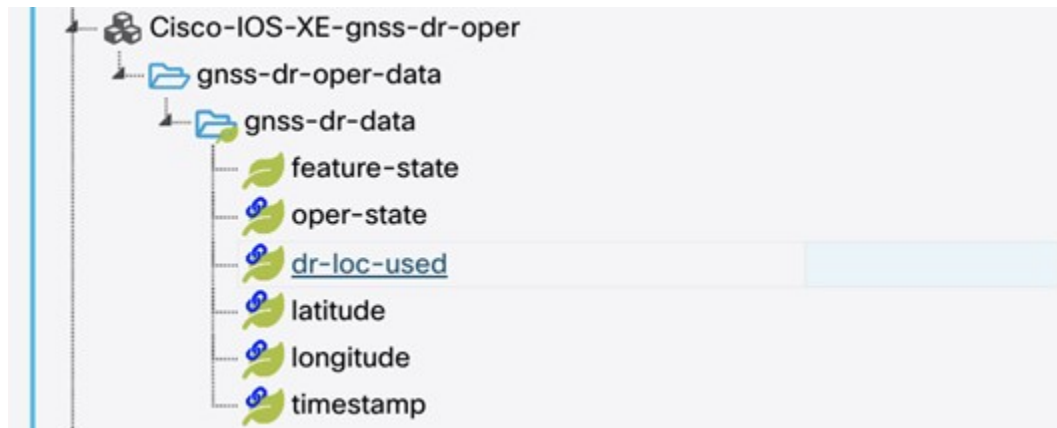 Cisco-IOS-XE-gnss-dr-oper
gnss-dr-oper-data
gnss-dr-data
feature-state
oper-state
dr-loc-used
latitude
longitude
timestamp